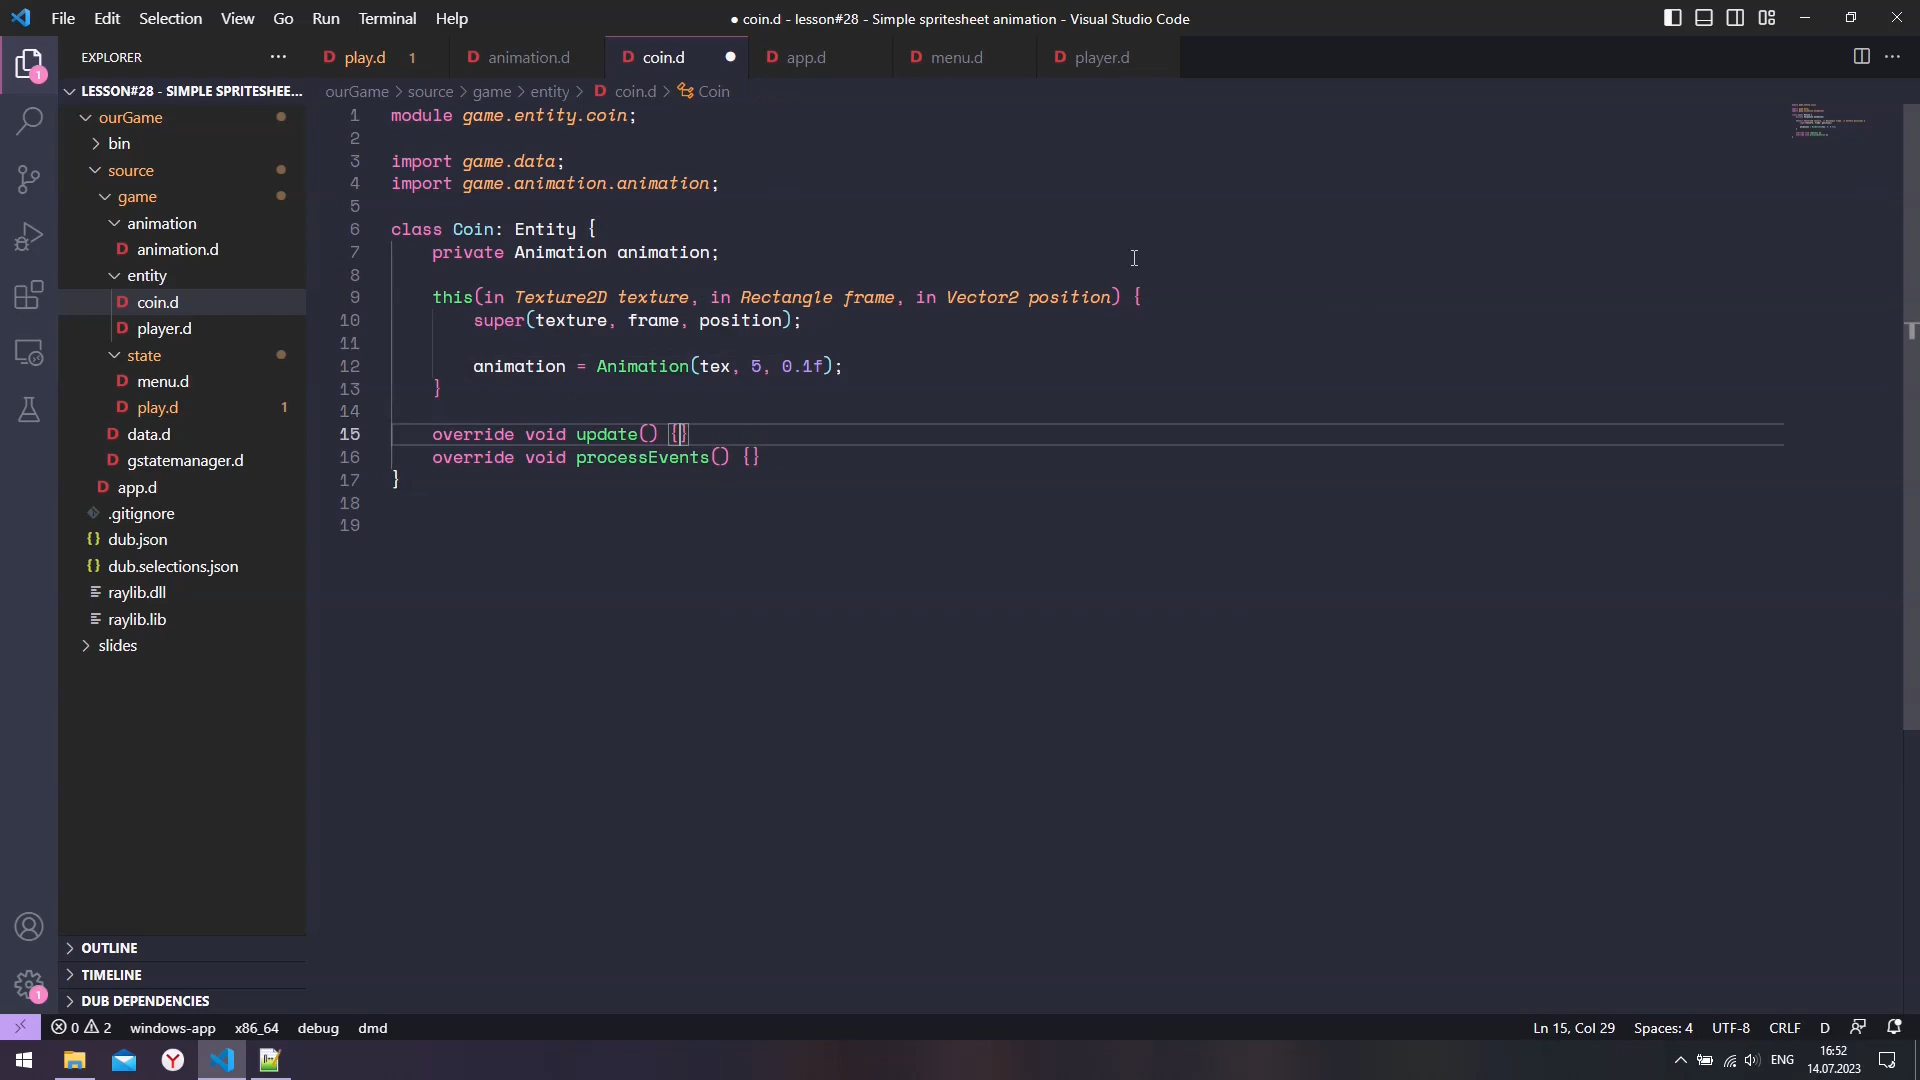 File Edit Selection View Go Run Terminal Help
● coin.d - lesson#28 - Simple spritesheet animation - Visual Studio Code
EXPLORER
D play.d 1
D animation.d
D coin.d
D app.d
D menu.d
D player.d
LESSON#28 - SIMPLE SPRITESHEE...
ourGame > source > game > entity > D coin.d > Coin
ourGame
bin
source
game
animation
D animation.d
entity
D coin.d
D player.d
state
D menu.d
D play.d 1
D data.d
D gstatemanager.d
D app.d
.gitignore
{} dub.json
{} dub.selections.json
raylib.dll
raylib.lib
slides
1 module game.entity.coin;
2
3 import game.data;
4 import game.animation.animation;
5
6 class Coin: Entity {
7 private Animation animation;
8
9 this(in Texture2D texture, in Rectangle frame, in Vector2 position) {
10 super(texture, frame, position);
11
12 animation = Animation(tex, 5, 0.1f);
13 }
14
15 override void update() {}
16 override void processEvents() {}
17 }
18
19
1
1
OUTLINE
TIMELINE
DUB DEPENDENCIES
0 2 windows-app x86_64 debug dmd
Ln 15, Col 29 Spaces: 4 UTF-8 CRLF D
ENG
16:52
14.07.2023